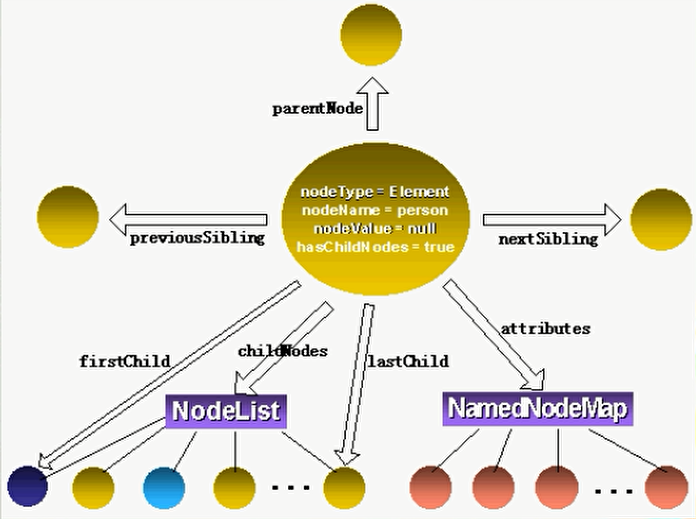 parentNode
nodeType = Element
nodeName = person
nodeValue = null
hasChildNodes = true
previousSibling
nextSibling
attributes
childNodes
firstChild
lastChild
NodeList
NamedNodeMap
...
...